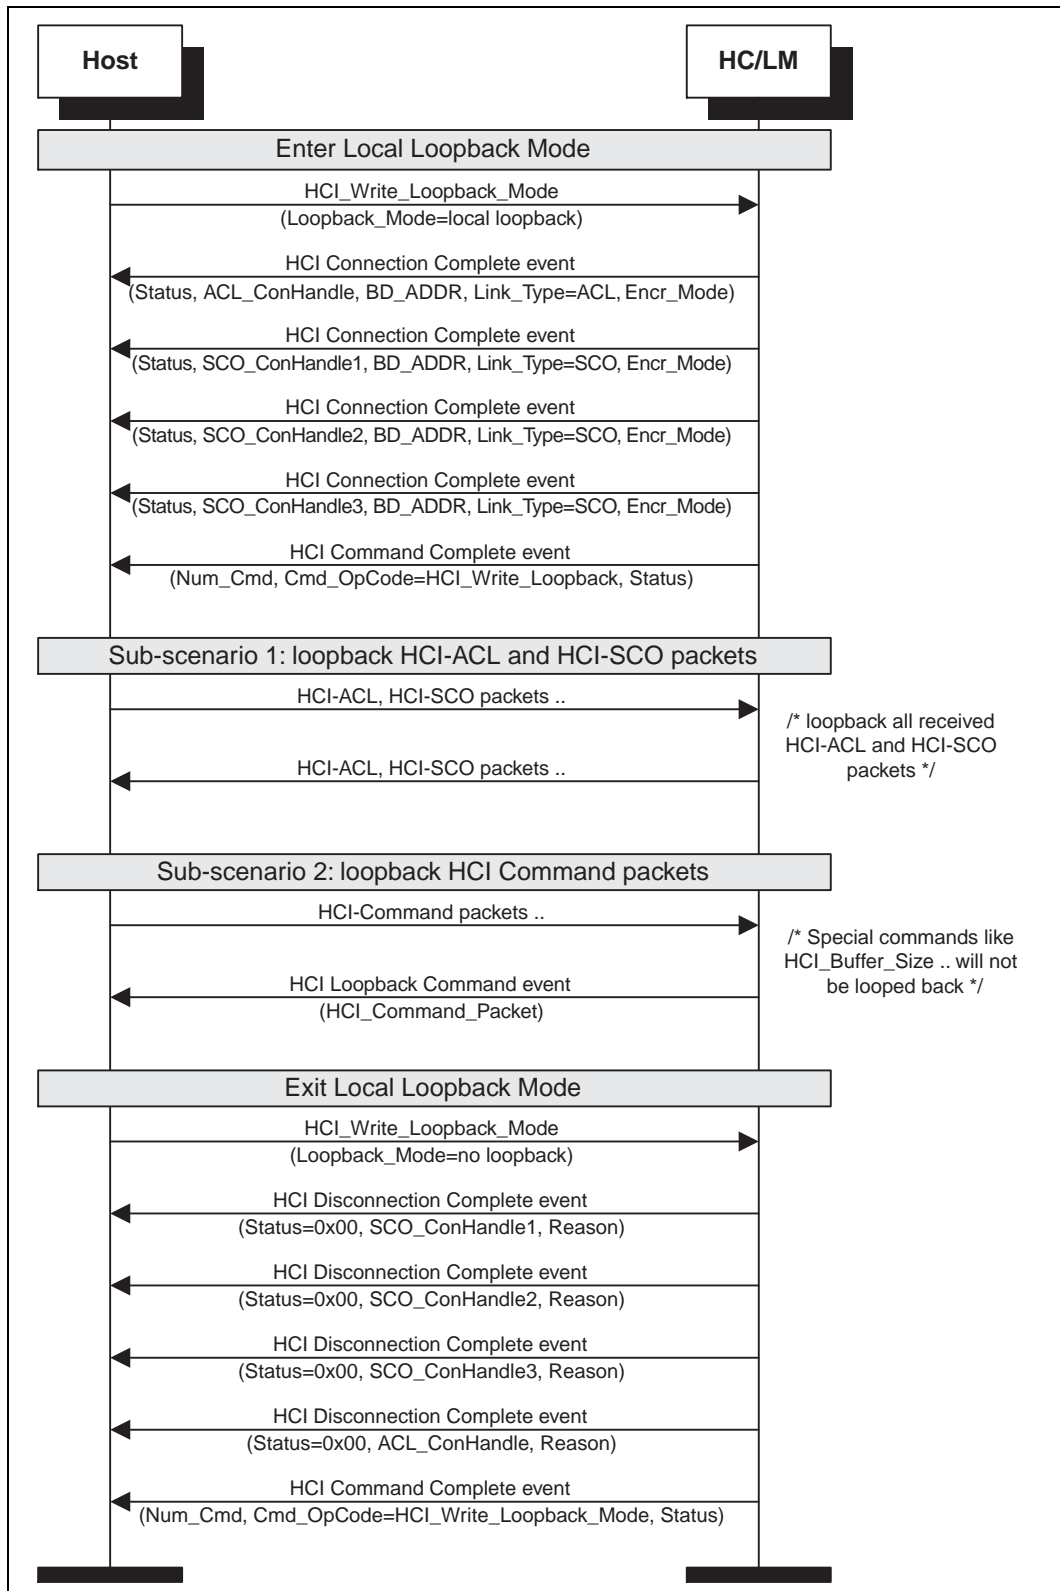 Host
HC/LM
Enter Local Loopback Mode
HCI_Write_Loopback_Mode
(Loopback_Mode=local loopback)
HCI Connection Complete event
(Status, ACL_ConHandle, BD_ADDR, Link_Type=ACL, Encr_Mode)
HCI Connection Complete event
(Status, SCO_ConHandle1, BD_ADDR, Link_Type=SCO, Encr_Mode)
HCI Connection Complete event
(Status, SCO_ConHandle2, BD_ADDR, Link_Type=SCO, Encr_Mode)
HCI Connection Complete event
(Status, SCO_ConHandle3, BD_ADDR, Link_Type=SCO, Encr_Mode)
HCI Command Complete event
(Num_Cmd, Cmd_OpCode=HCI_Write_Loopback, Status)
Sub-scenario 1: loopback HCI-ACL and HCI-SCO packets
HCI-ACL, HCI-SCO packets ..
/* loopback all received
HCI-ACL and HCI-SCO
packets */
HCI-ACL, HCI-SCO packets ..
Sub-scenario 2: loopback HCI Command packets
HCI-Command packets ..
/* Special commands like
HCI_Buffer_Size .. will not
be looped back */
HCI Loopback Command event
(HCI_Command_Packet)
Exit Local Loopback Mode
HCI_Write_Loopback_Mode
(Loopback_Mode=no loopback)
HCI Disconnection Complete event
(Status=0x00, SCO_ConHandle1, Reason)
HCI Disconnection Complete event
(Status=0x00, SCO_ConHandle2, Reason)
HCI Disconnection Complete event
(Status=0x00, SCO_ConHandle3, Reason)
HCI Disconnection Complete event
(Status=0x00, ACL_ConHandle, Reason)
HCI Command Complete event
(Num_Cmd, Cmd_OpCode=HCI_Write_Loopback_Mode, Status)